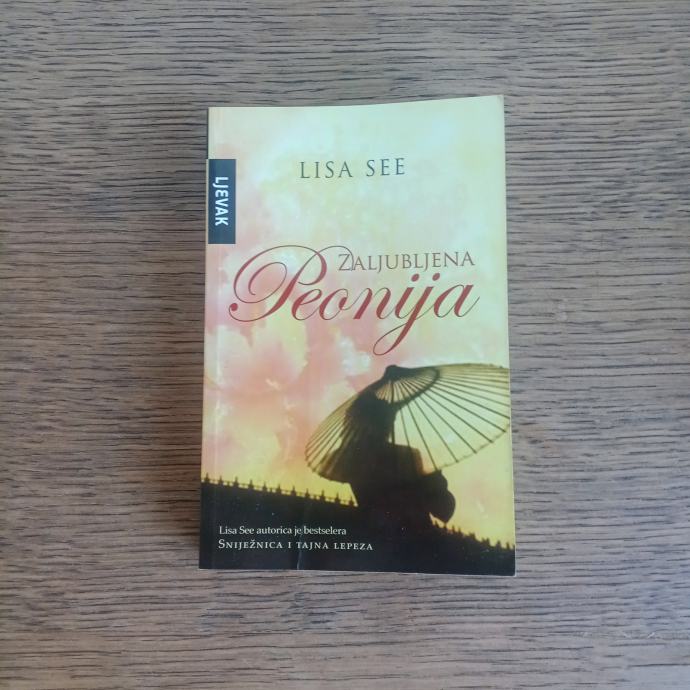 LISA SEE
LJEVAK
ZALJUBLJENA
Peonija
Lisa See autorica je bestselera
SNIJEŽNICA I TAJNA LEPEZA